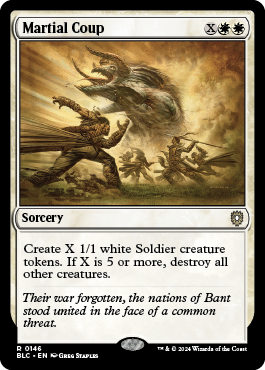 Martial Coup XWW
Sorcery
Create X 1/1 white Soldier creature
tokens. If X is 5 or more, destroy all
other creatures.
Their war forgotten, the nations of Bant
stood united in the face of a common
threat.
R 0146
BLC • EN Greg Staples
™ & © 2024 Wizards of the Coast